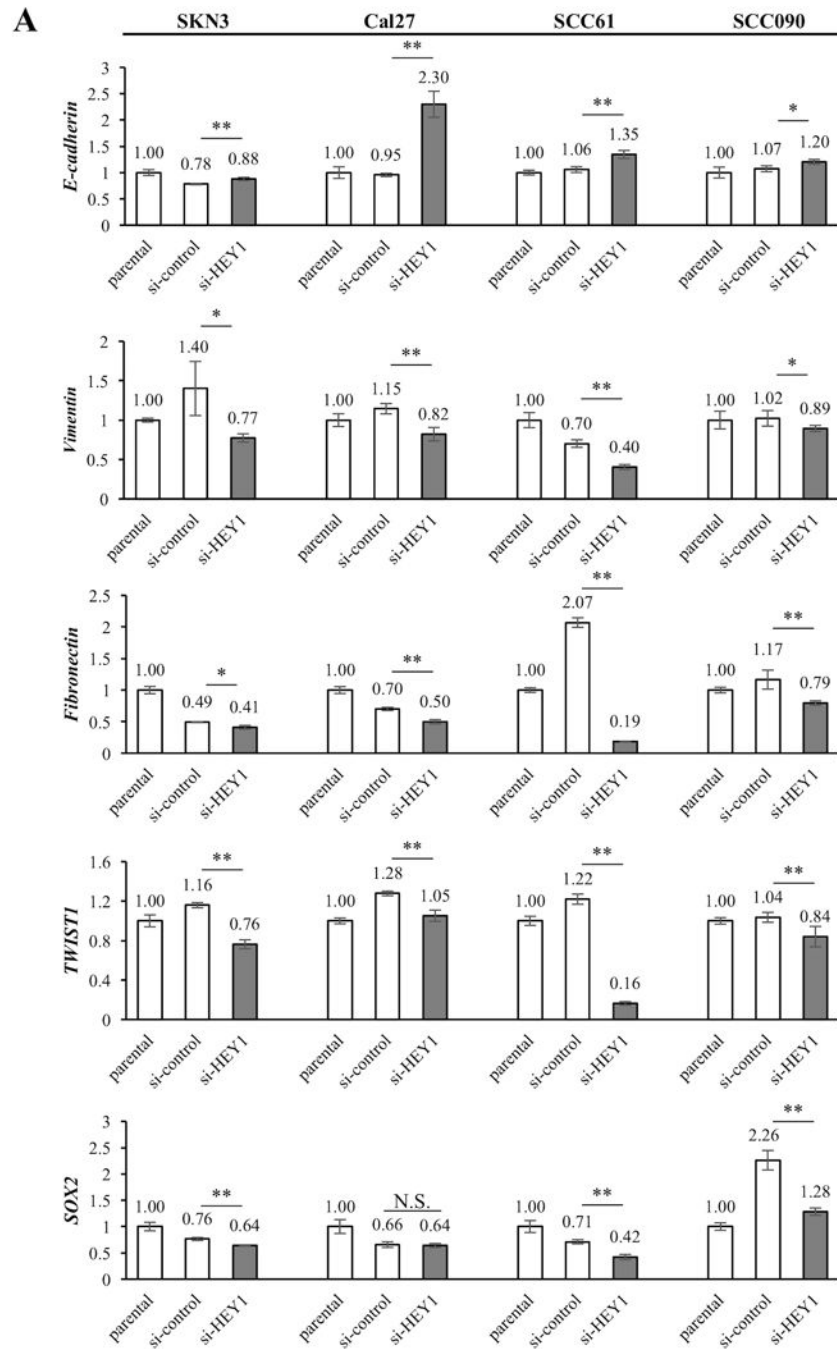 A
SKN3 Cal27 SCC61 SCC090
E-cadherin
3
2.5
2
1.5
1
0.5
0
1.00 0.78 ** 0.88
1.00 0.95 ** 2.30
1.00 1.06 ** 1.35
1.00 1.07 * 1.20
parental si-control si-HEY1 parental si-control si-HEY1 parental si-control si-HEY1 parental si-control si-HEY1
Vimentin
2
1.5
1
0.5
0
1.00 1.40 * 0.77
1.00 1.15 ** 0.82
1.00 0.70 ** 0.40
1.00 1.02 * 0.89
parental si-control si-HEY1 parental si-control si-HEY1 parental si-control si-HEY1 parental si-control si-HEY1
Fibronectin
2.5
2
1.5
1
0.5
0
1.00 0.49 * 0.41
1.00 0.70 ** 0.50
1.00 2.07 ** 0.19
1.00 1.17 ** 0.79
parental si-control si-HEY1 parental si-control si-HEY1 parental si-control si-HEY1 parental si-control si-HEY1
TWIST1
1.6
1.2
0.8
0.4
0
1.00 1.16 ** 0.76
1.00 1.28 ** 1.05
1.00 1.22 ** 0.16
1.00 1.04 ** 0.84
parental si-control si-HEY1 parental si-control si-HEY1 parental si-control si-HEY1 parental si-control si-HEY1
SOX2
3
2.5
2
1.5
1
0.5
0
1.00 0.76 ** 0.64
1.00 0.66 N.S. 0.64
1.00 0.71 ** 0.42
1.00 2.26 ** 1.28
parental si-control si-HEY1 parental si-control si-HEY1 parental si-control si-HEY1 parental si-control si-HEY1